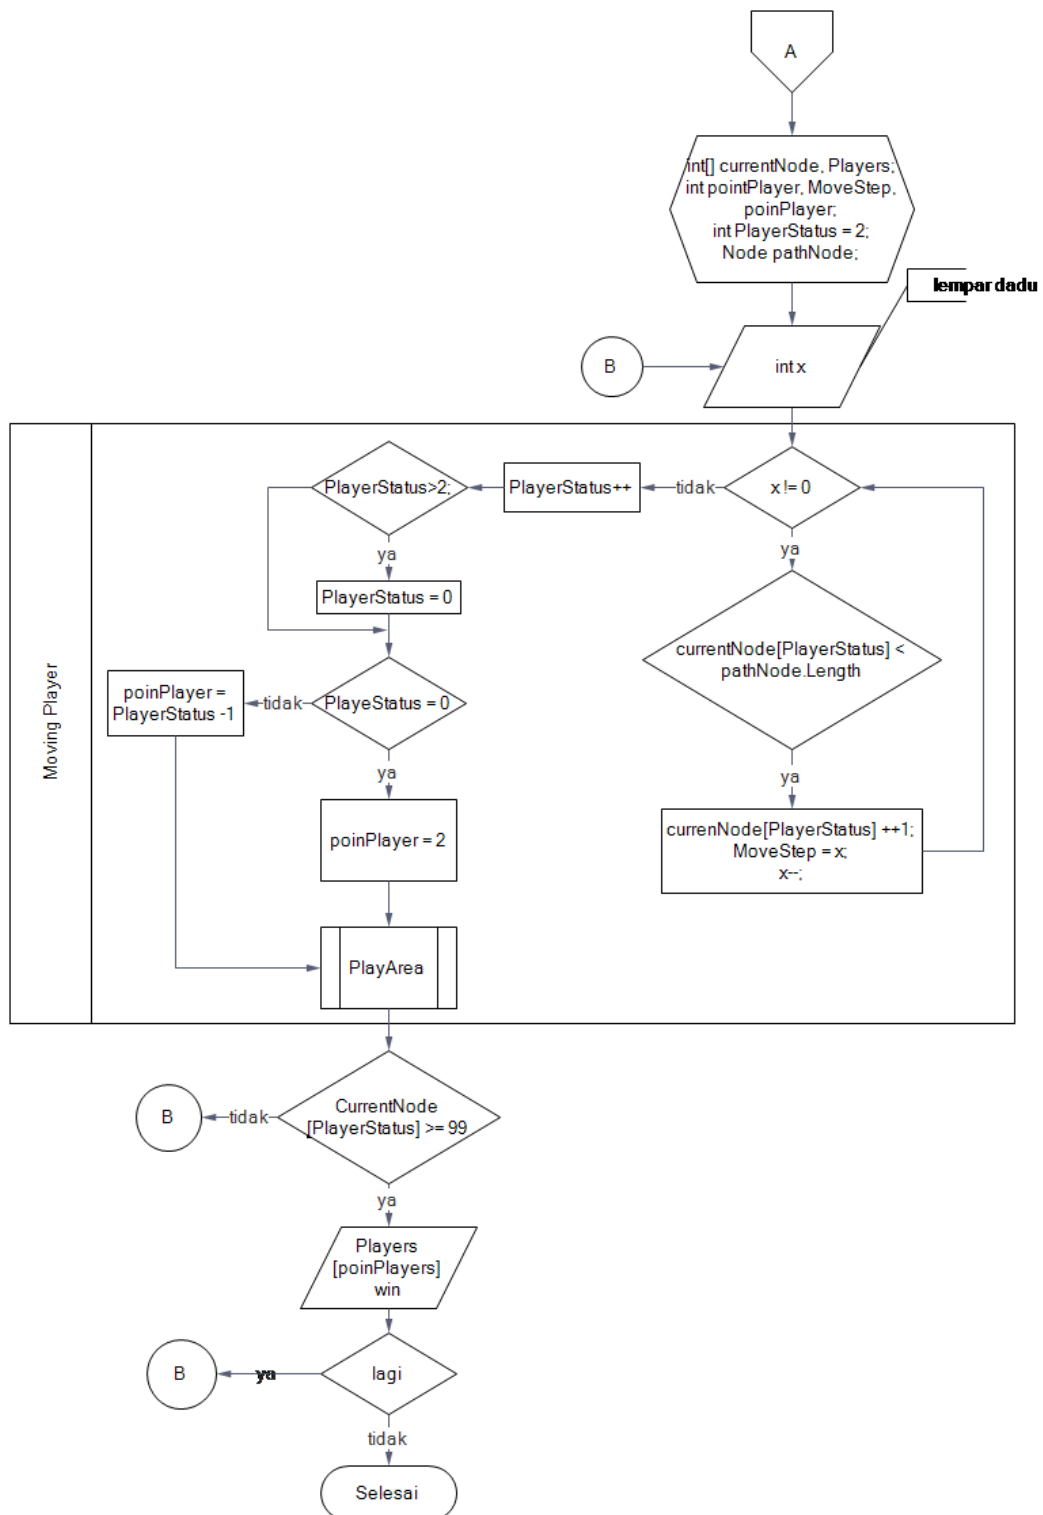 A
int[] currentNode, Players;
int pointPlayer, MoveStep,
poinPlayer;
int PlayerStatus = 2;
Node pathNode;
lempar dadu
B
int x
Moving Player
PlayerStatus>2;
PlayerStatus++
tidak
x != 0
ya
ya
PlayerStatus = 0
currentNode[PlayerStatus] <
pathNode.Length
poinPlayer =
PlayerStatus -1
tidak
PlayeStatus = 0
ya
ya
poinPlayer = 2
currenNode[PlayerStatus] ++1;
MoveStep = x;
x--;
PlayArea
B
tidak
CurrentNode
[PlayerStatus] >= 99
ya
Players
[poinPlayers]
win
B
ya
lagi
tidak
Selesai